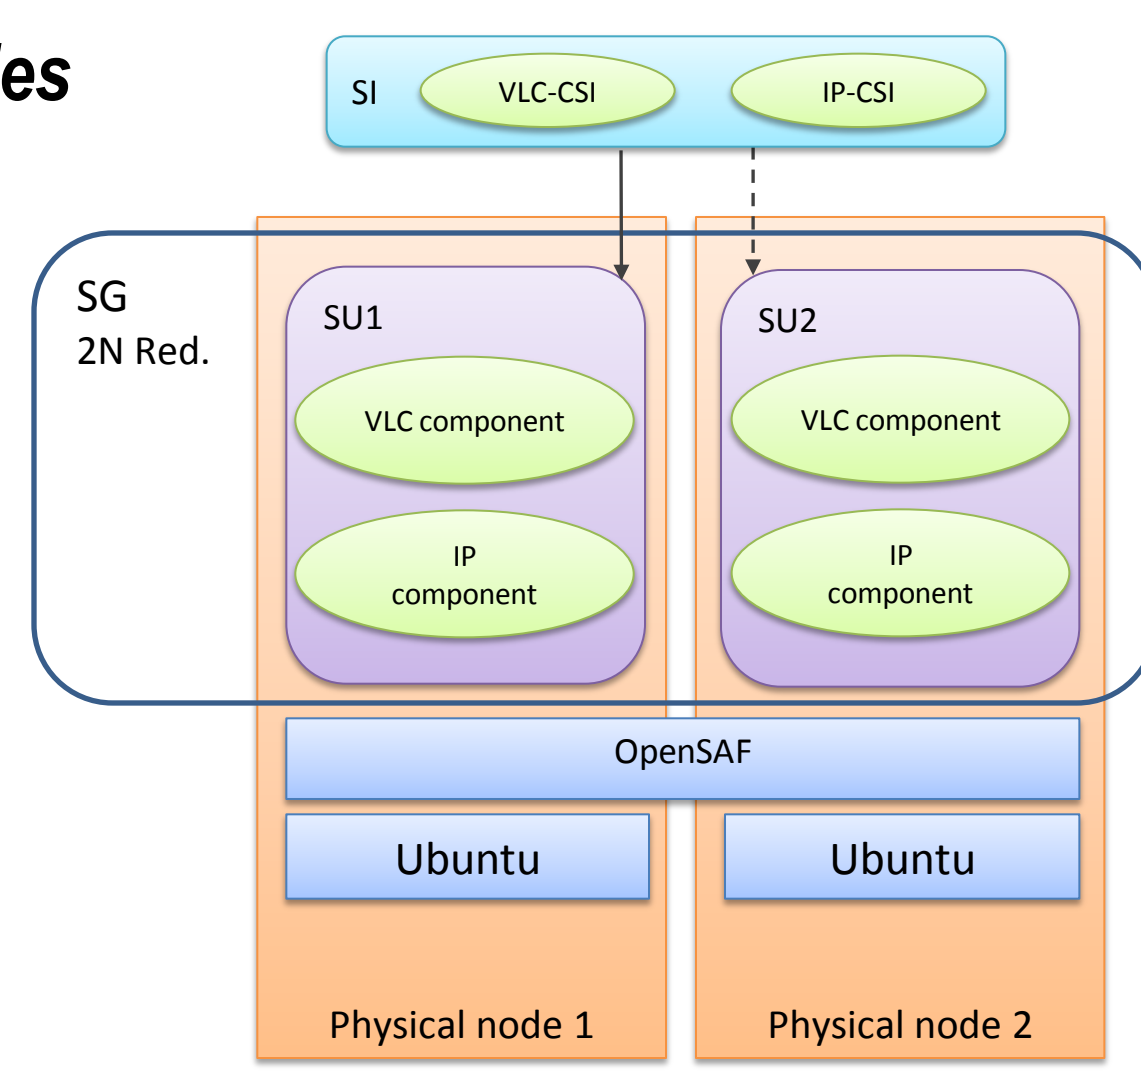 SI
VLC-CSI
IP-CSI
SG
2N Red.
SU1
VLC component
IP
component
SU2
VLC component
IP
component
OpenSAF
Ubuntu
Ubuntu
Physical node 1
Physical node 2